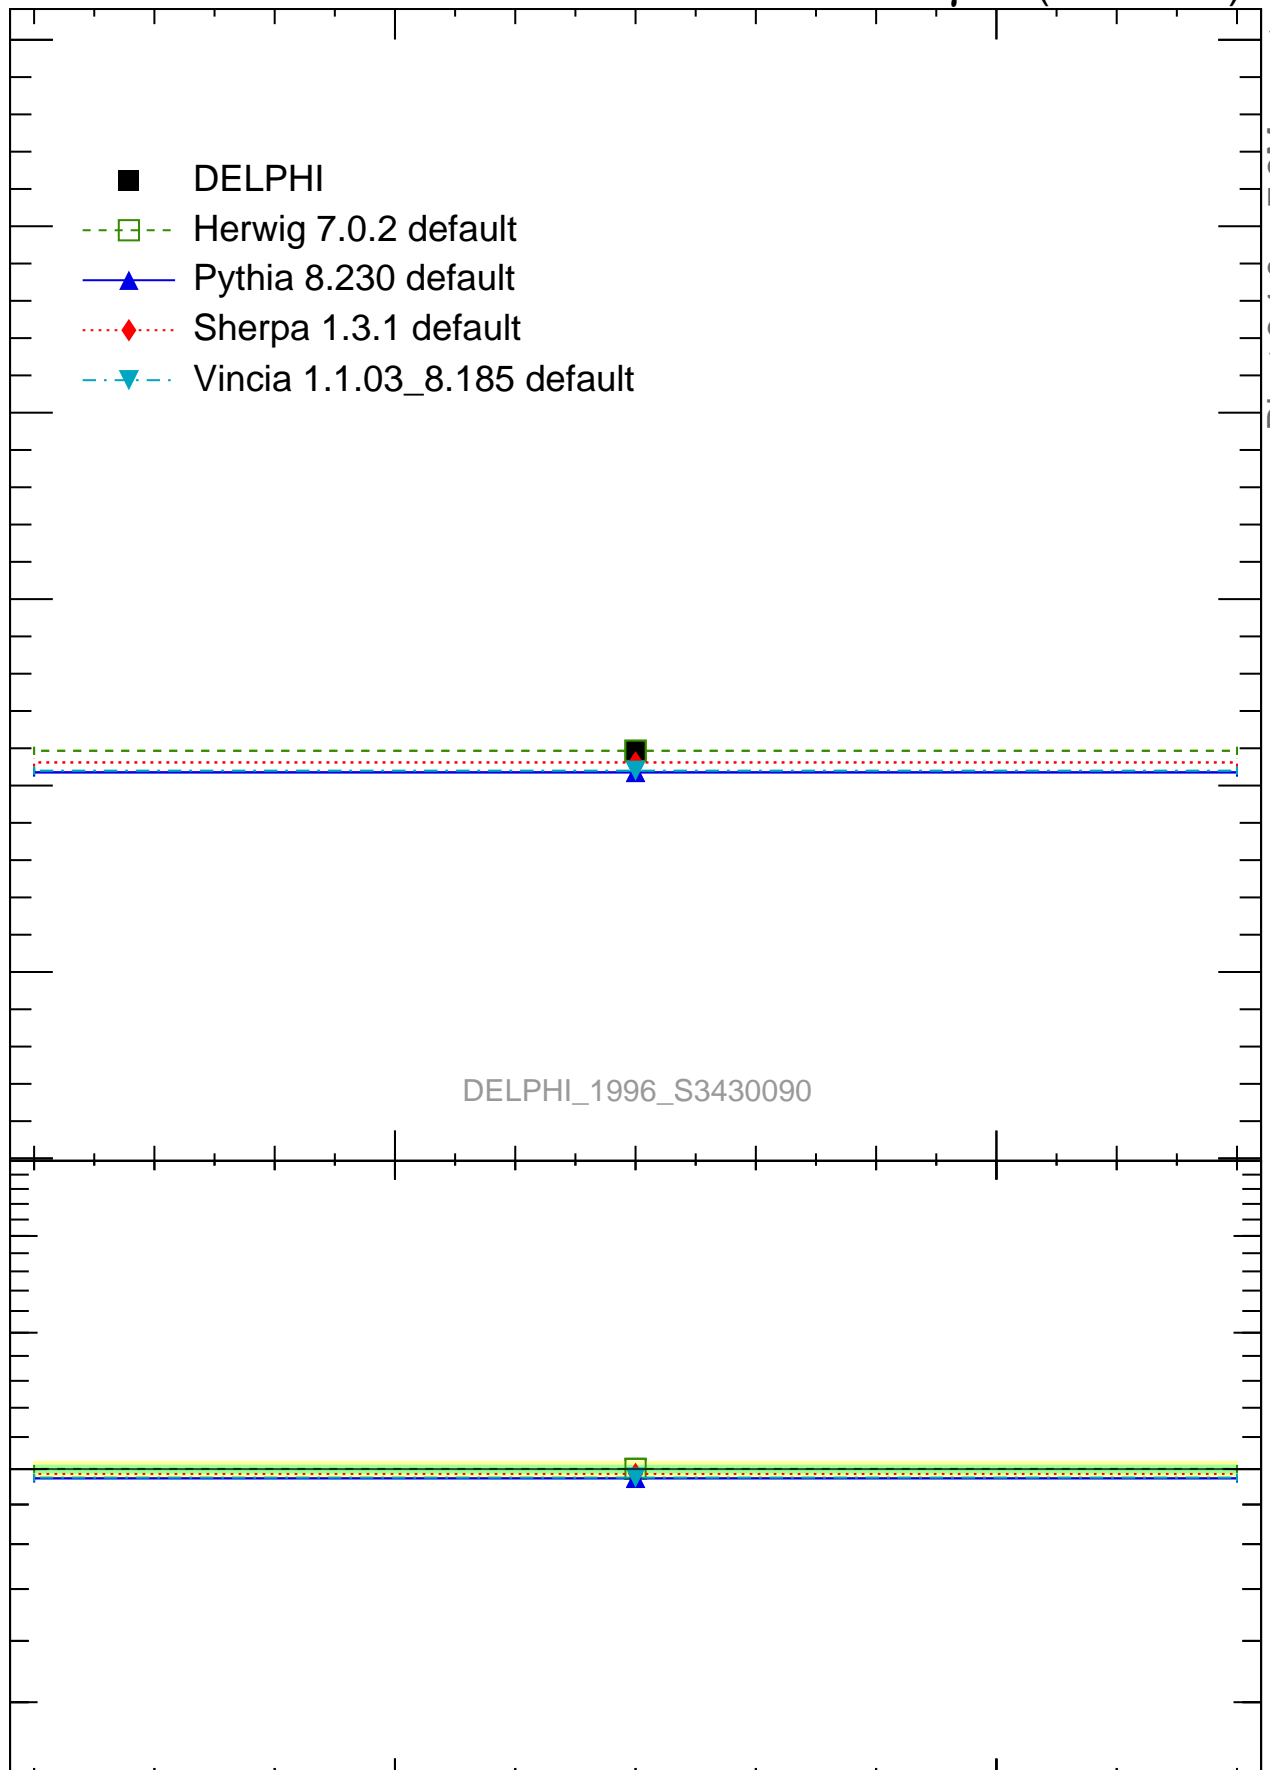 DELPHI
Herwig 7.0.2 default
Pythia 8.230 default
Sherpa 1.3.1 default
Vincia 1.1.03_8.185 default
DELPHI_1996_S3430090